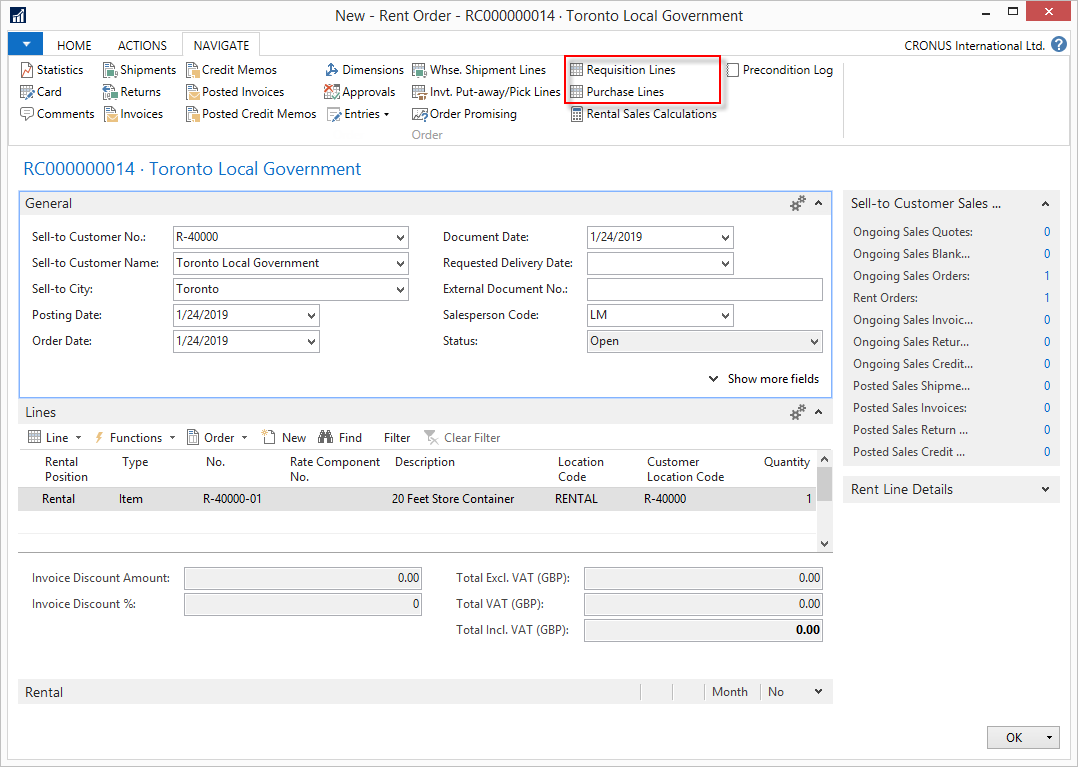 New - Rent Order - RC000000014 · Toronto Local Government
HOME ACTIONS NAVIGATE CRONUS International Ltd. ?
Statistics Shipments Credit Memos Dimensions Whse. Shipment Lines Requisition Lines Precondition Log
Card Returns Posted Invoices Approvals Invt. Put-away/Pick Lines Purchase Lines
Comments Invoices Posted Credit Memos Entries Order Promising Rental Sales Calculations
Order
RC000000014 · Toronto Local Government
General
Sell-to Customer No.: R-40000
Sell-to Customer Name: Toronto Local Government
Sell-to City: Toronto
Posting Date: 1/24/2019
Order Date: 1/24/2019
Document Date: 1/24/2019
Requested Delivery Date:
External Document No.:
Salesperson Code: LM
Status: Open
Show more fields
Lines
Line Functions Order New Find Filter Clear Filter
Rental Position Type No. Rate Component No. Description Location Code Customer Location Code Quantity
Rental Item R-40000-01 20 Feet Store Container RENTAL R-40000 1
Invoice Discount Amount: 0.00
Invoice Discount %: 0
Total Excl. VAT (GBP): 0.00
Total VAT (GBP): 0.00
Total Incl. VAT (GBP): 0.00
Rental Month No
Sell-to Customer Sales ...
Ongoing Sales Quotes: 0
Ongoing Sales Blank... 0
Ongoing Sales Orders: 1
Rent Orders: 1
Ongoing Sales Invoic... 0
Ongoing Sales Retur... 0
Ongoing Sales Credit... 0
Posted Sales Shipme... 0
Posted Sales Invoices: 0
Posted Sales Return ... 0
Posted Sales Credit ... 0
Rent Line Details
OK